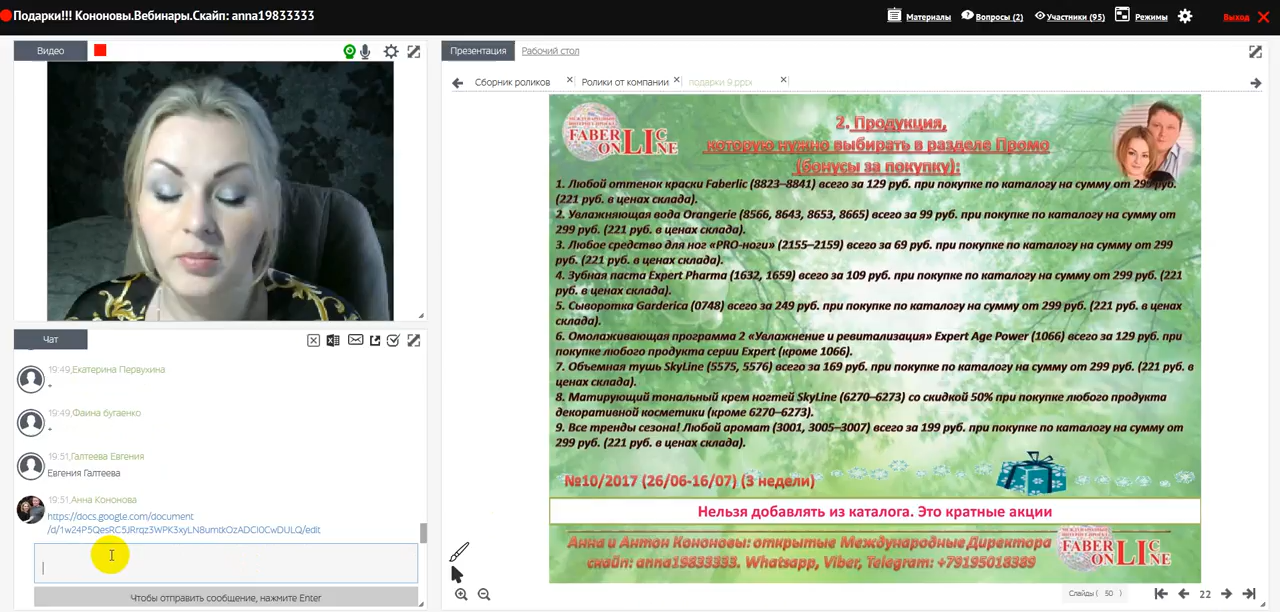 Подарки!!! Кононовы.Вебинары.Скайп: anna19833333
Материалы
Вопросы (2)
Участники (95)
Режимы
Выход
Видео
Презентация
Рабочий стол
Сборник роликов
Ролики от компании
подарки 9.pptx
FABERLIC
ONLINE
2. Продукция,
которую нужно выбирать в разделе Промо
(бонусы за покупку):
1. Любой оттенок краски Faberlic (8823–8841) всего за 129 руб. при покупке по каталогу на сумму от 299 руб.
(221 руб. в ценах склада).
2. Увлажняющая вода Orangerie (8566, 8643, 8653, 8665) всего за 99 руб. при покупке по каталогу на сумму от
299 руб. (221 руб. в ценах склада).
3. Любое средство для ног «PRO-ноги» (2155–2159) всего за 69 руб. при покупке по каталогу на сумму от 299
руб. (221 руб. в ценах склада).
4. Зубная паста Expert Pharma (1632, 1659) всего за 109 руб. при покупке по каталогу на сумму от 299 руб. (221
руб. в ценах склада).
5. Сыворотка Garderica (0748) всего за 249 руб. при покупке по каталогу на сумму от 299 руб. (221 руб. в ценах
склада).
6. Омолаживающая программа 2 «Увлажнение и ревитализация» Expert Age Power (1066) всего за 129 руб. при
покупке любого продукта серии Expert (кроме 1066).
7. Объемная тушь SkyLine (5575, 5576) всего за 169 руб. при покупке по каталогу на сумму от 299 руб. (221 руб. в
ценах склада).
8. Матирующий тональный крем ногтей SkyLine (6270–6273) со скидкой 50% при покупке любого продукта
декоративной косметики (кроме 6270–6273).
9. Все тренды сезона! Любой аромат (3001, 3005–3007) всего за 199 руб. при покупке по каталогу на сумму от
299 руб. (221 руб. в ценах склада).
№10/2017 (26/06-16/07) (3 недели)
Нельзя добавлять из каталога. Это кратные акции
Анна и Антон Кононовы: открытые Международные Директора
скайп: anna19833333. Whatsapp, Viber, Telegram: +79195018389
FABERLIC
ONLINE
Слайды ( 50 )
22
Чат
19:49,Екатерина Первухина
+
19:49,Фаина бугаенко
+
19:51,Галтеева Евгения
Евгения Галтеева
19:51,Анна Кононова
https://docs.google.com/document
Чтобы отправить сообщение, нажмите Enter